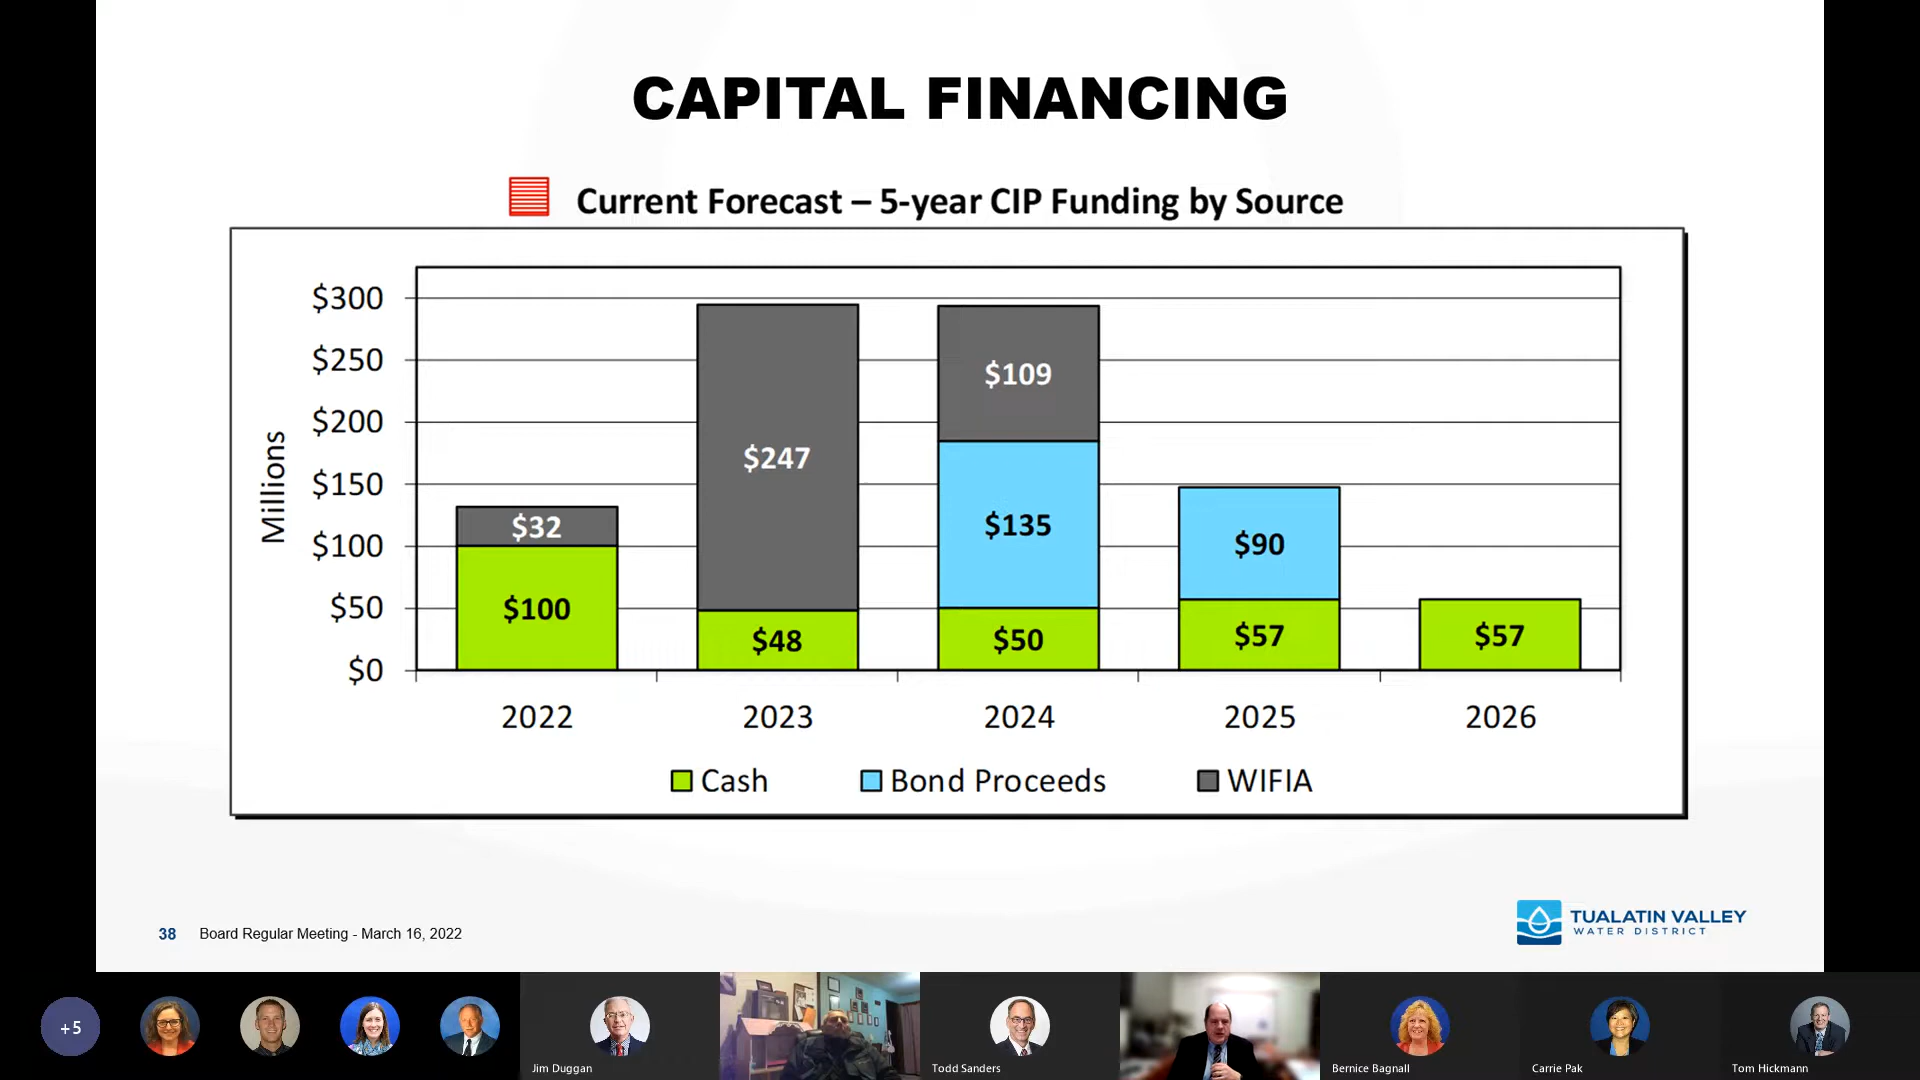 CAPITAL FINANCING
Current Forecast – 5-year CIP Funding by Source
Millions
$300
$250
$200
$150
$100
$50
$0
$32
$100
$247
$48
$109
$135
$50
$90
$57
$57
2022 2023 2024 2025 2026
Cash Bond Proceeds WIFIA
38 Board Regular Meeting - March 16, 2022
TUALATIN VALLEY
WATER DISTRICT
+5
Jim Duggan Todd Sanders Bernice Bagnall Carrie Pak Tom Hickmann